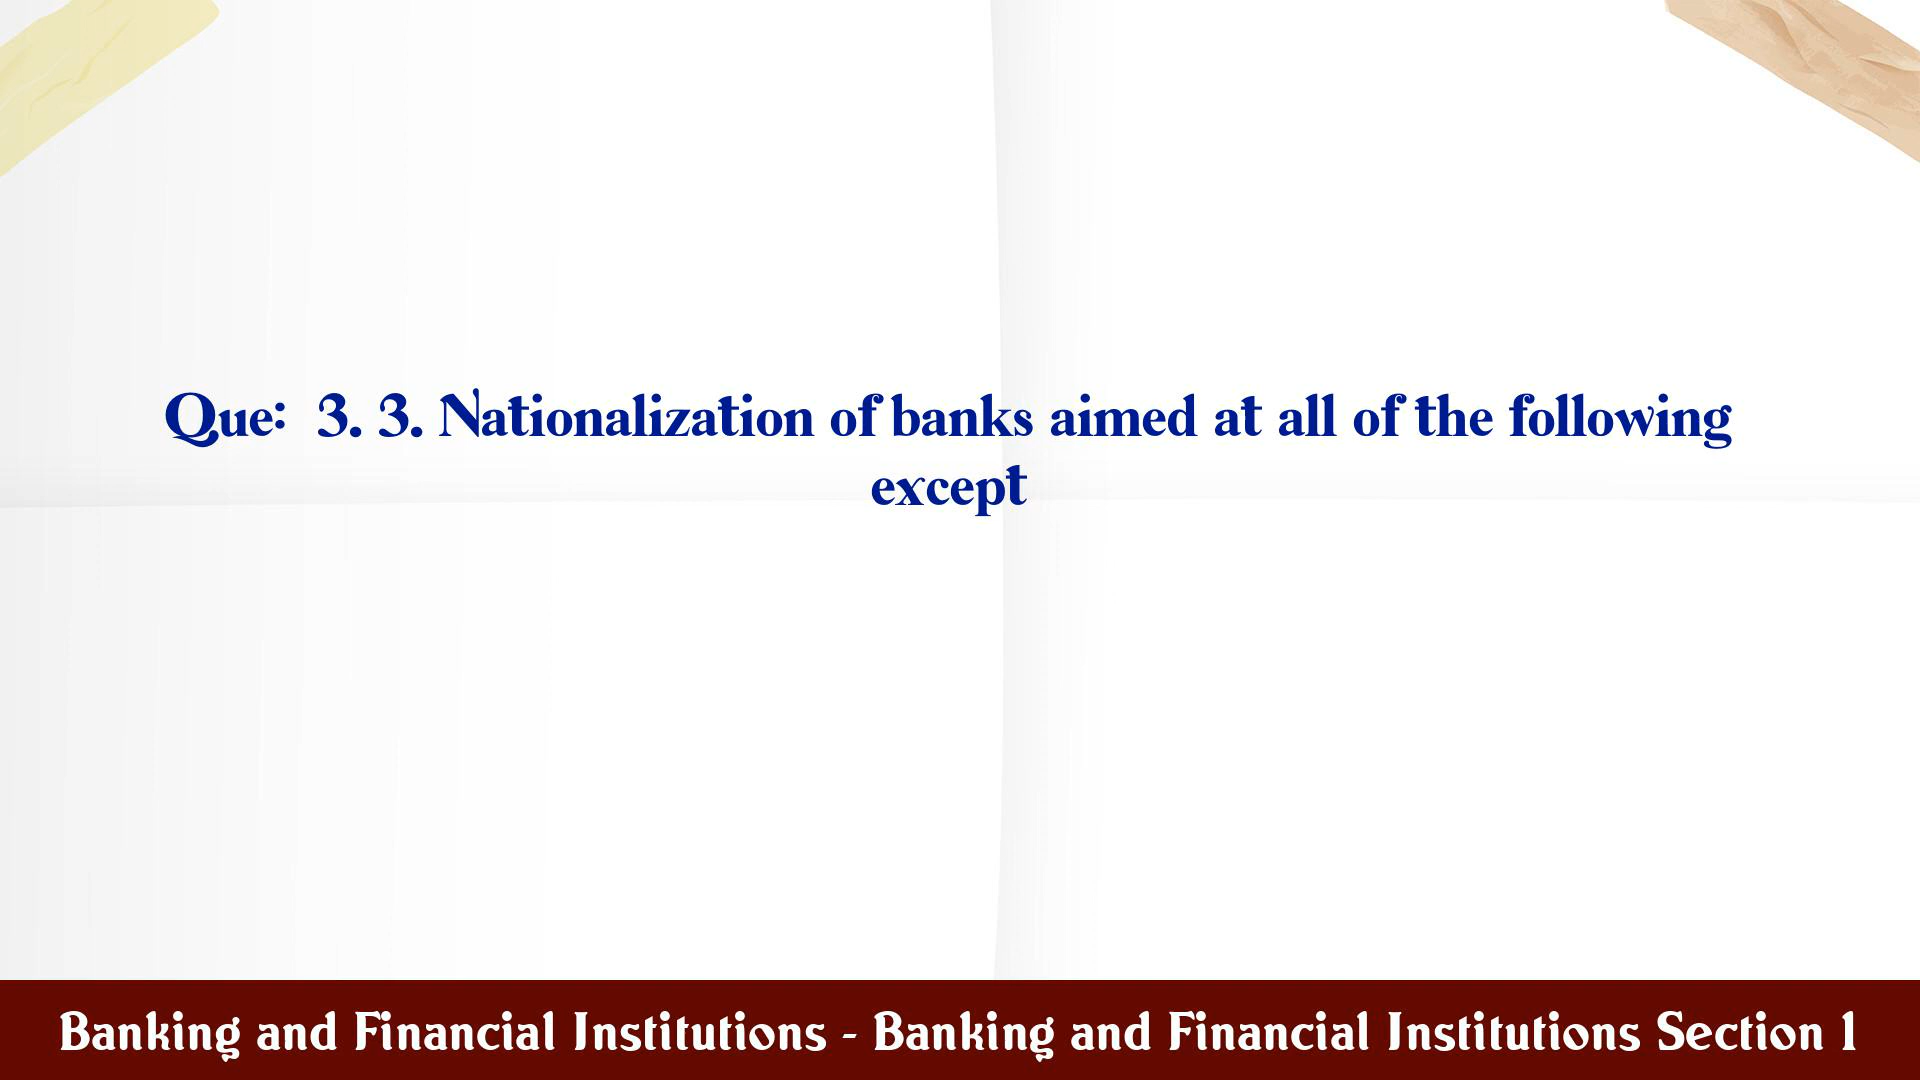 Que:  3. 3. Nationalization of banks aimed at all of the following
except
Banking and Financial Institutions - Banking and Financial Institutions Section 1